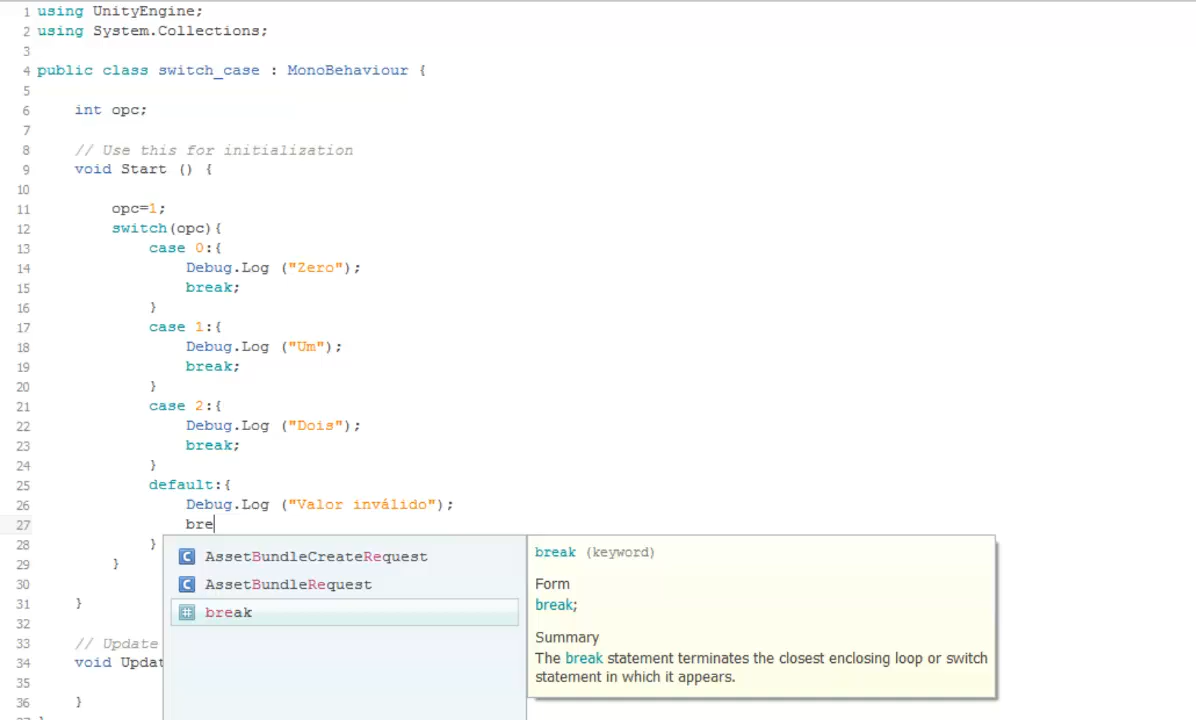 1 using UnityEngine;
2 using System.Collections;
3
4 public class switch_case : MonoBehaviour {
5
6 int opc;
7
8 // Use this for initialization
9 void Start () {
10
11 opc=1;
12 switch(opc){
13 case 0:{
14 Debug.Log ("Zero");
15 break;
16 }
17 case 1:{
18 Debug.Log ("Um");
19 break;
20 }
21 case 2:{
22 Debug.Log ("Dois");
23 break;
24 }
25 default:{
26 Debug.Log ("Valor inválido");
27 bre
28 }
29 }
30
31 }
32
33 // Update
34 void Updat
35
36 }
AssetBundleCreateRequest
AssetBundleRequest
break
break (keyword)
Form
break;
Summary
The break statement terminates the closest enclosing loop or switch
statement in which it appears.